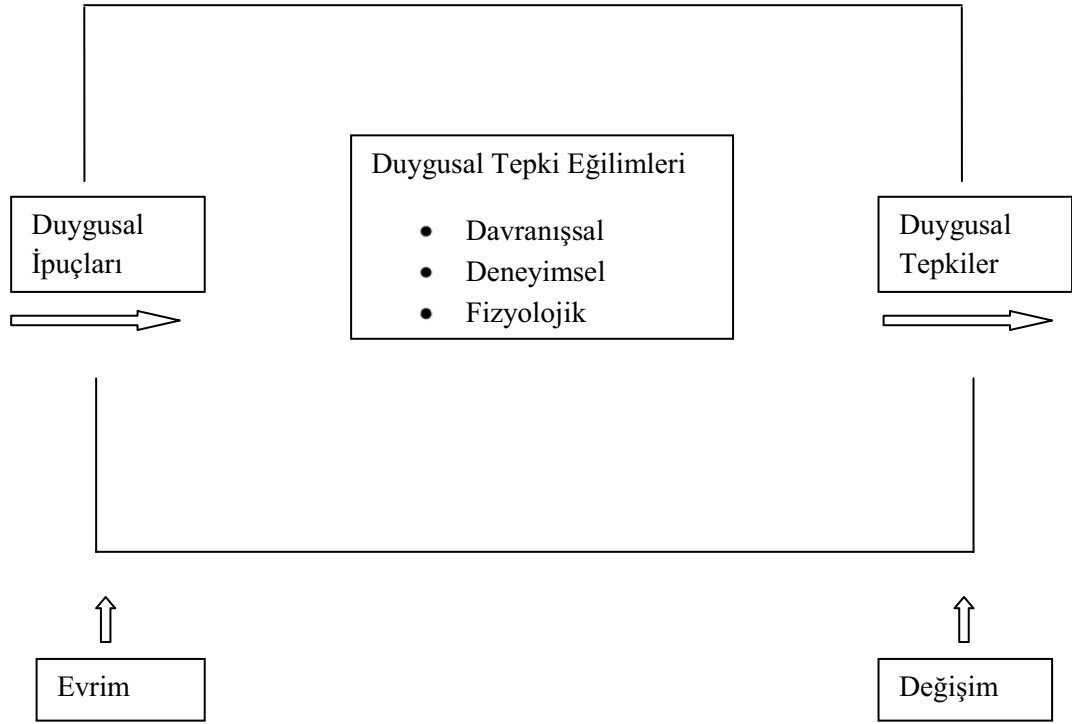 Duygusal Tepki Eğilimleri
• Davranışsal
• Deneyimsel
• Fizyolojik
Duygusal
İpuçları
Duygusal
Tepkiler
Evrim
Değişim